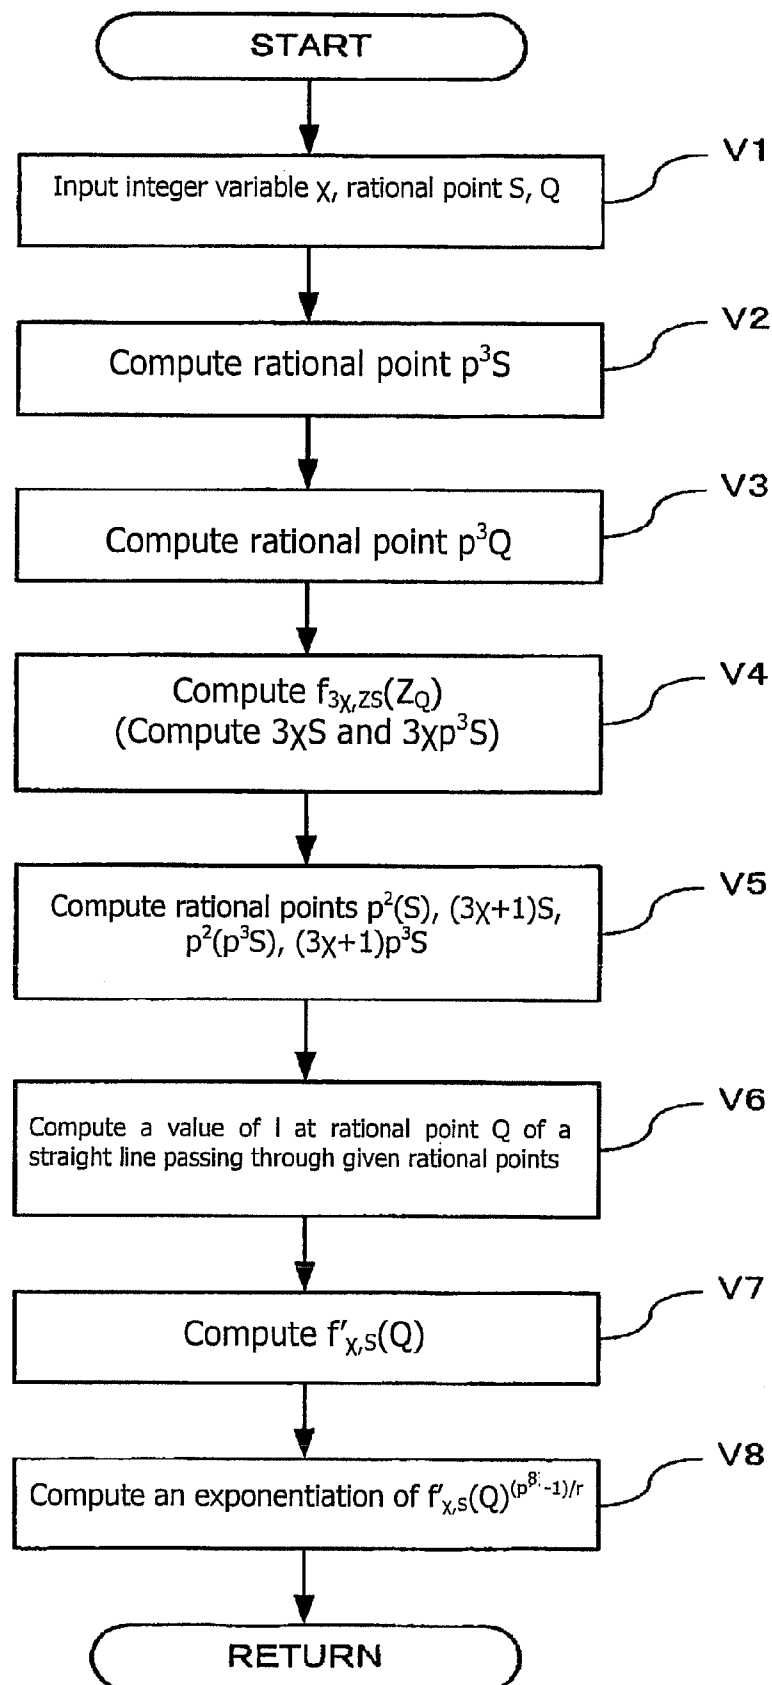 START
V1
Input integer variable χ, rational point S, Q
V2
Compute rational point p³S
V3
Compute rational point p³Q
V4
Compute f₃χ,ZS(Z_Q)
(Compute 3χS and 3χp³S)
V5
Compute rational points p²(S), (3χ+1)S,
p²(p³S), (3χ+1)p³S
V6
Compute a value of l at rational point Q of a
straight line passing through given rational points
V7
Compute f'χ,S(Q)
V8
Compute an exponentiation of f'χ,S(Q)^(p⁸-1)/r
RETURN